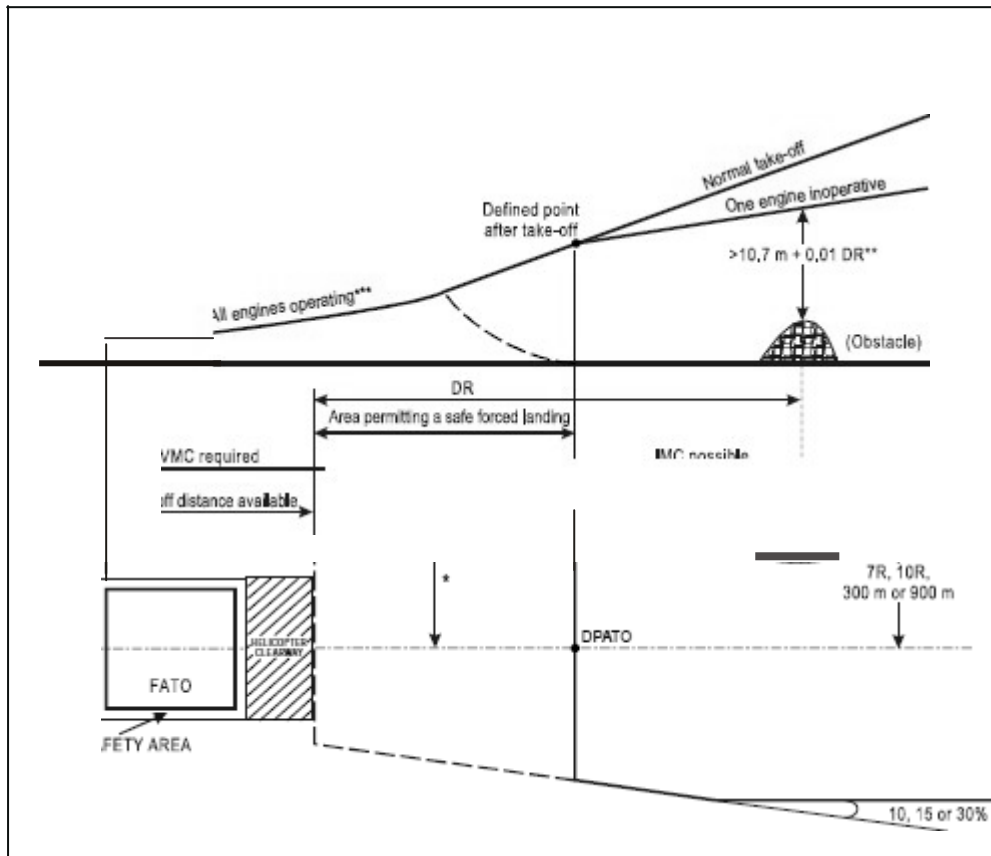 Normal take-off
One engine inoperative
Defined point
after take-off
>10,7 m + 0,01 DR**
All engines operating***
(Obstacle)
DR
Area permitting a safe forced landing
VMC required
IMC possible
off distance available
7R, 10R,
300 m or 900 m
*
DPATO
HELICOPTER
CLEARWAY
FATO
FETY AREA
10, 15 or 30%